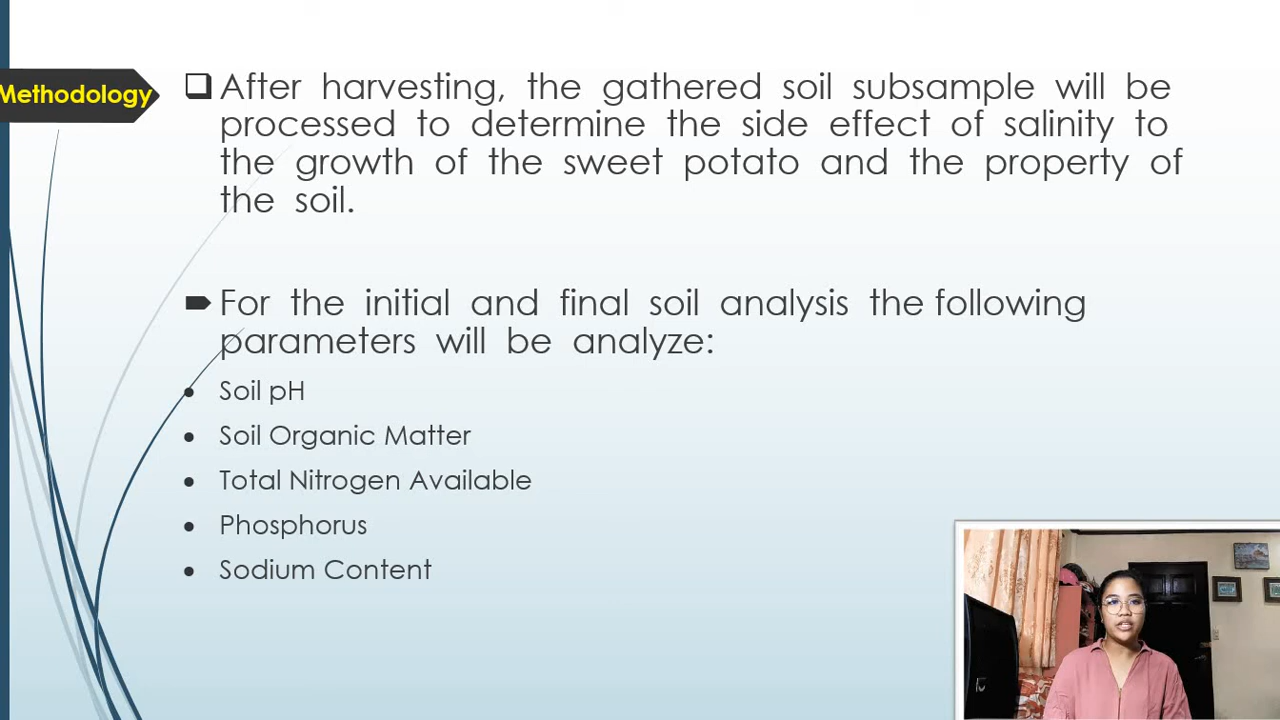 Methodology
After harvesting, the gathered soil subsample will be
processed to determine the side effect of salinity to
the growth of the sweet potato and the property of
the soil.
For the initial and final soil analysis the following
parameters will be analyze:
Soil pH
Soil Organic Matter
Total Nitrogen Available
Phosphorus
Sodium Content